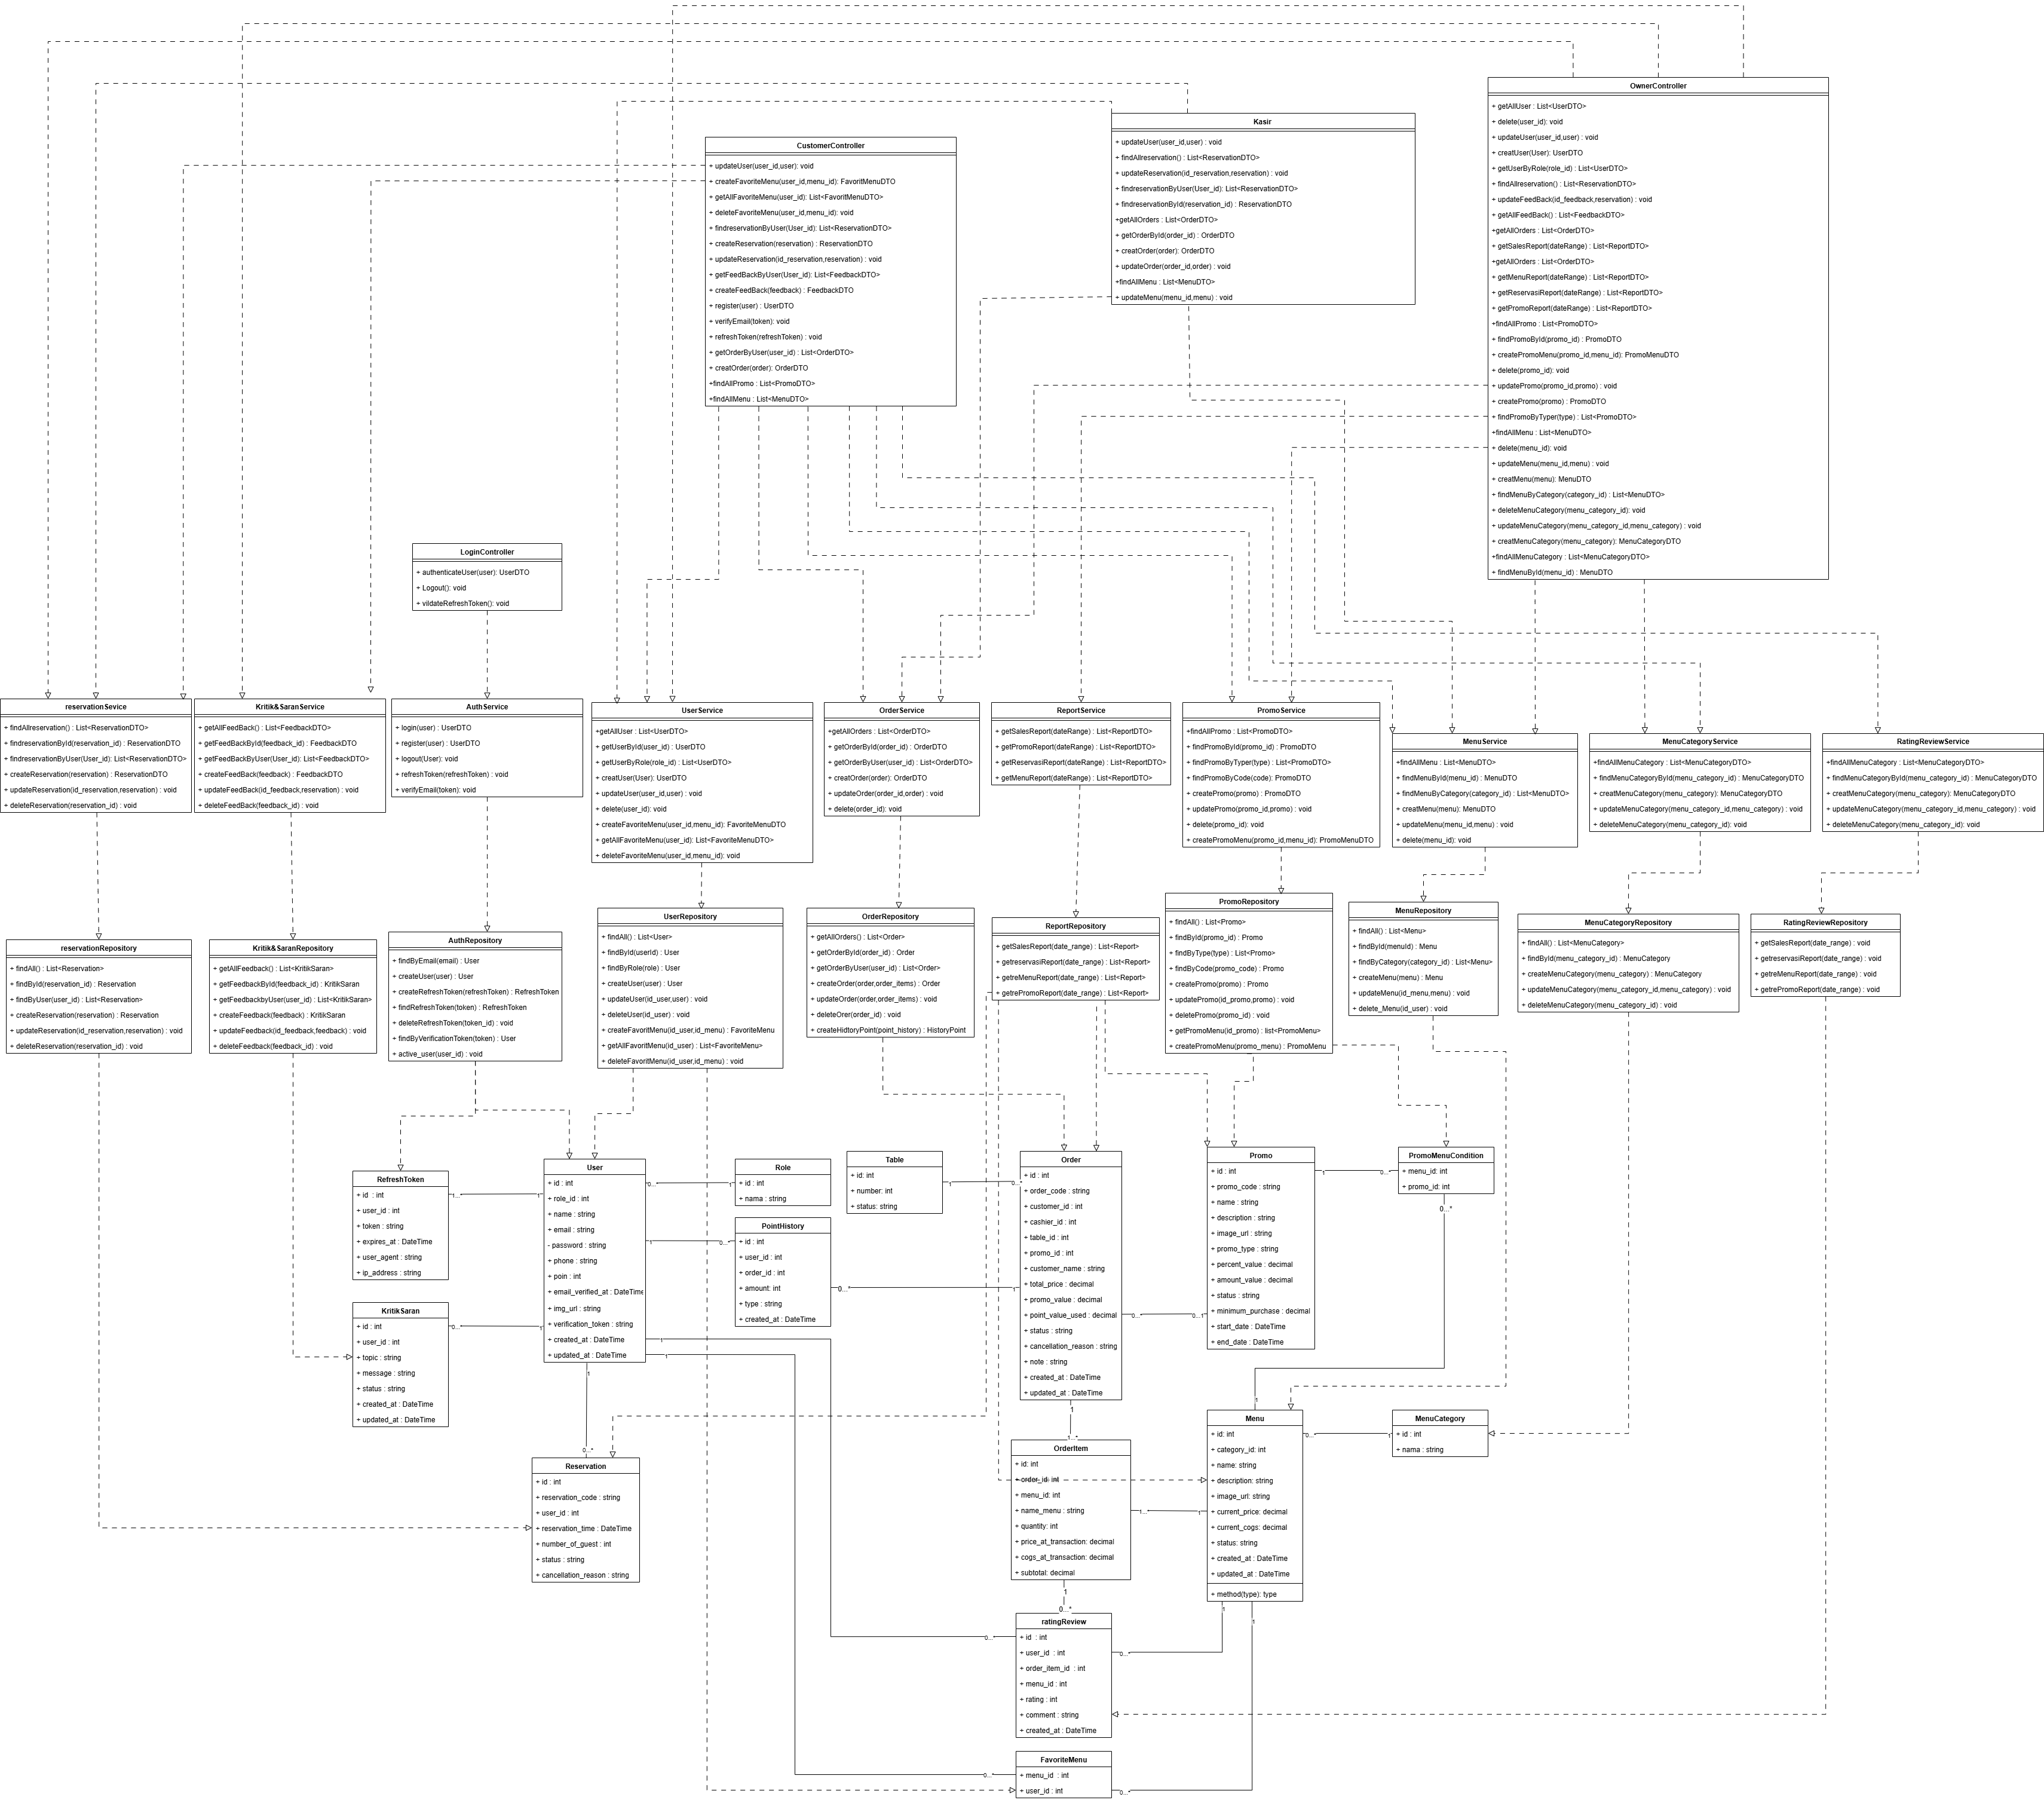 OwnerController
+ getAllUser : List<UserDTO>
+ delete(user_id): void
+ updateUser(user_id,user) : void
+ creatUser(User): UserDTO
+ getUserByRole(role_id) : List<UserDTO>
+ findAllreservation() : List<ReservationDTO>
+ updateFeedBack(id_feedback,reservation) : void
+ getAllFeedBack() : List<FeedbackDTO>
+getAllOrders : List<OrderDTO>
+ getSalesReport(dateRange) : List<ReportDTO>
+getAllOrders : List<OrderDTO>
+ getMenuReport(dateRange) : List<ReportDTO>
+ getReservasiReport(dateRange) : List<ReportDTO>
+ getPromoReport(dateRange) : List<ReportDTO>
+findAllPromo : List<PromoDTO>
+ findPromoById(promo_id) : PromoDTO
+ createPromoMenu(promo_id,menu_id): PromoMenuDTO
+ delete(promo_id): void
+ updatePromo(promo_id,promo) : void
+ createPromo(promo) : PromoDTO
+ findPromoByTyper(type) : List<PromoDTO>
+findAllMenu : List<MenuDTO>
+ delete(menu_id): void
+ updateMenu(menu_id,menu) : void
+ creatMenu(menu): MenuDTO
+ findMenuByCategory(category_id) : List<MenuDTO>
+ deleteMenuCategory(menu_category_id): void
+ updateMenuCategory(menu_category_id,menu_category) : void
+ creatMenuCategory(menu_category): MenuCategoryDTO
+findAllMenuCategory : List<MenuCategoryDTO>
+ findMenuById(menu_id) : MenuDTO
Kasir
+ updateUser(user_id,user) : void
+ findAllreservation() : List<ReservationDTO>
+ updateReservation(id_reservation,reservation) : void
+ findreservationByUser(User_id): List<ReservationDTO>
+ findreservationById(reservation_id) : ReservationDTO
+getAllOrders : List<OrderDTO>
+ getOrderById(order_id) : OrderDTO
+ creatOrder(order): OrderDTO
+ updateOrder(order_id,order) : void
+findAllMenu : List<MenuDTO>
+ updateMenu(menu_id,menu) : void
CustomerController
+ updateUser(user_id,user): void
+ createFavoriteMenu(user_id,menu_id): FavoritMenuDTO
+ getAllFavoriteMenu(user_id): List<FavoritMenuDTO>
+ deleteFavoriteMenu(user_id,menu_id): void
+ findreservationByUser(User_id): List<ReservationDTO>
+ createReservation(reservation) : ReservationDTO
+ updateReservation(id_reservation,reservation) : void
+ getFeedBackByUser(User_id): List<FeedbackDTO>
+ createFeedBack(feedback) : FeedbackDTO
+ register(user) : UserDTO
+ verifyEmail(token): void
+ refreshToken(refreshToken) : void
+ getOrderByUser(user_id) : List<OrderDTO>
+ creatOrder(order): OrderDTO
+findAllPromo : List<PromoDTO>
+findAllMenu : List<MenuDTO>
LoginController
+ authenticateUser(user): UserDTO
+ Logout(): void
+ vildateRefreshToken(): void
reservationSevice
+ findAllreservation() : List<ReservationDTO>
+ findreservationById(reservation_id) : ReservationDTO
+ findreservationByUser(User_id): List<ReservationDTO>
+ createReservation(reservation) : ReservationDTO
+ updateReservation(id_reservation,reservation) : void
+ deleteReservation(reservation_id) : void
Kritik&SaranService
+ getAllFeedBack() : List<FeedbackDTO>
+ getFeedBackById(feedback_id) : FeedbackDTO
+ getFeedBackByUser(User_id): List<FeedbackDTO>
+ createFeedBack(feedback) : FeedbackDTO
+ updateFeedBack(id_feedback,reservation) : void
+ deleteFeedBack(feedback_id) : void
AuthService
+ login(user) : UserDTO
+ register(user) : UserDTO
+ logout(User): void
+ refreshToken(refreshToken) : void
+ verifyEmail(token): void
UserService
+getAllUser : List<UserDTO>
+ getUserById(user_id) : UserDTO
+ getUserByRole(role_id) : List<UserDTO>
+ creatUser(User): UserDTO
+ updateUser(user_id,user) : void
+ delete(user_id): void
+ createFavoriteMenu(user_id,menu_id): FavoriteMenuDTO
+ getAllFavoriteMenu(user_id): List<FavoriteMenuDTO>
+ deleteFavoriteMenu(user_id,menu_id): void
OrderService
+getAllOrders : List<OrderDTO>
+ getOrderById(order_id) : OrderDTO
+ getOrderByUser(user_id) : List<OrderDTO>
+ creatOrder(order): OrderDTO
+ updateOrder(order_id,order) : void
+ delete(order_id): void
ReportService
+ getSalesReport(dateRange) : List<ReportDTO>
+ getPromoReport(dateRange) : List<ReportDTO>
+ getReservasiReport(dateRange) : List<ReportDTO>
+ getMenuReport(dateRange) : List<ReportDTO>
PromoService
+findAllPromo : List<PromoDTO>
+ findPromoById(promo_id) : PromoDTO
+ findPromoByTyper(type) : List<PromoDTO>
+ findPromoByCode(code): PromoDTO
+ createPromo(promo) : PromoDTO
+ updatePromo(promo_id,promo) : void
+ delete(promo_id): void
+ createPromoMenu(promo_id,menu_id): PromoMenuDTO
MenuService
+findAllMenu : List<MenuDTO>
+ findMenuById(menu_id) : MenuDTO
+ findMenuByCategory(category_id) : List<MenuDTO>
+ creatMenu(menu): MenuDTO
+ updateMenu(menu_id,menu) : void
+ delete(menu_id): void
MenuCategoryService
+findAllMenuCategory : List<MenuCategoryDTO>
+ findMenuCategoryById(menu_category_id) : MenuCategoryDTO
+ creatMenuCategory(menu_category): MenuCategoryDTO
+ updateMenuCategory(menu_category_id,menu_category) : void
+ deleteMenuCategory(menu_category_id): void
RatingReviewService
+findAllMenuCategory : List<MenuCategoryDTO>
+ findMenuCategoryById(menu_category_id) : MenuCategoryDTO
+ creatMenuCategory(menu_category): MenuCategoryDTO
+ updateMenuCategory(menu_category_id,menu_category) : void
+ deleteMenuCategory(menu_category_id): void
reservationRepository
+ findAll() : List<Reservation>
+ findById(reservation_id) : Reservation
+ findByUser(user_id) : List<Reservation>
+ createReservation(reservation) : Reservation
+ updateReservation(id_reservation,reservation) : void
+ deleteReservation(reservation_id) : void
Kritik&SaranRepository
+ getAllFeedback() : List<KritikSaran>
+ getFeedbackById(feedback_id) : KritikSaran
+ getFeedbackbyUser(user_id) : List<KritikSaran>
+ createFeedback(feedback) : KritikSaran
+ updateFeedback(id_feedback,feedback) : void
+ deleteFeedback(feedback_id) : void
AuthRepository
+ findByEmail(email) : User
+ createUser(user) : User
+ createRefreshToken(refreshToken) : RefreshToken
+ findRefreshToken(token) : RefreshToken
+ deleteRefreshToken(token_id) : void
+ findByVerificationToken(token) : User
+ active_user(user_id) : void
UserRepository
+ findAll() : List<User>
+ findById(userId) : User
+ findByRole(role) : User
+ createUser(user) : User
+ updateUser(id_user,user) : void
+ deleteUser(id_user) : void
+ createFavoritMenu(id_user,id_menu) : FavoriteMenu
+ getAllFavoritMenu(id_user) : List<FavoriteMenu>
+ deleteFavoritMenu(id_user,id_menu) : void
OrderRepository
+ getAllOrders() : List<Order>
+ getOrderById(order_id) : Order
+ getOrderByUser(user_id) : List<Order>
+ createOrder(order,order_items) : Order
+ updateOrder(order,order_items) : void
+ deleteOrer(order_id) : void
+ createHidtoryPoint(point_history) : HistoryPoint
ReportRepository
+ getSalesReport(date_range) : List<Report>
+ getreservasiReport(date_range) : List<Report>
+ getreMenuReport(date_range) : List<Report>
+ getrePromoReport(date_range) : List<Report>
PromoRepository
+ findAll() : List<Promo>
+ findById(promo_id) : Promo
+ findByType(type) : List<Promo>
+ findByCode(promo_code) : Promo
+ createPromo(promo) : Promo
+ updatePromo(id_promo,promo) : void
+ deletePromo(promo_id) : void
+ getPromoMenu(id_promo) : list<PromoMenu>
+ createPromoMenu(promo_menu) : PromoMenu
MenuRepository
+ findAll() : List<Menu>
+ findById(menuId) : Menu
+ findByCategory(category_id) : List<Menu>
+ createMenu(menu) : Menu
+ updateMenu(id_menu,menu) : void
+ delete_Menu(id_user) : void
MenuCategoryRepository
+ findAll() : List<MenuCategory>
+ findById(menu_category_id) : MenuCategory
+ createMenuCategory(menu_category) : MenuCategory
+ updateMenuCategory(menu_category_id,menu_category) : void
+ deleteMenuCategory(menu_category_id) : void
RatingReviewRepository
+ getSalesReport(date_range) : void
+ getreservasiReport(date_range) : void
+ getreMenuReport(date_range) : void
+ getrePromoReport(date_range) : void
RefreshToken
+ id : int
+ user_id : int
+ token : string
+ expires_at : DateTime
+ user_agent : string
+ ip_address : string
1...*
User
+ id : int
+ role_id : int
+ name : string
+ email : string
- password : string
+ phone : string
+ poin : int
+ email_verified_at : DateTime
+ img_url : string
+ verification_token : string
+ created_at : DateTime
+ updated_at : DateTime
1
0...*
1
Role
+ id : int
+ nama : string
1
0...*
PointHistory
+ id : int
+ user_id : int
+ order_id : int
+ amount: int
+ type : string
+ created_at : DateTime
0...*
1
Table
+ id: int
+ number: int
+ status: string
1
0...*
Order
+ id : int
+ order_code : string
+ customer_id : int
+ cashier_id : int
+ table_id : int
+ promo_id : int
+ customer_name : string
+ total_price : decimal
+ promo_value : decimal
+ point_value_used : decimal
+ status : string
+ cancellation_reason : string
+ note : string
+ created_at : DateTime
+ updated_at : DateTime
0...*
0...1
Promo
+ id : int
+ promo_code : string
+ name : string
+ description : string
+ image_url : string
+ promo_type : string
+ percent_value : decimal
+ amount_value : decimal
+ status : string
+ minimum_purchase : decimal
+ start_date : DateTime
+ end_date : DateTime
1
0...*
PromoMenuCondition
+ menu_id: int
+ promo_id: int
0...*
1
KritikSaran
+ id : int
+ user_id : int
+ topic : string
+ message : string
+ status : string
+ created_at : DateTime
+ updated_at : DateTime
0...*
1
1
1
1
0...*
Reservation
+ id : int
+ reservation_code : string
+ user_id : int
+ reservation_time : DateTime
+ number_of_guest : int
+ status : string
+ cancellation_reason : string
1
1...*
OrderItem
+ id: int
+ order_id: int
+ menu_id: int
+ name_menu : string
+ quantity: int
+ price_at_transaction: decimal
+ cogs_at_transaction: decimal
+ subtotal: decimal
1...*
1
Menu
+ id: int
+ category_id: int
+ name: string
+ description: string
+ image_url: string
+ current_price: decimal
+ current_cogs: decimal
+ status: string
+ created_at : DateTime
+ updated_at : DateTime
+ method(type): type
0...*
1
MenuCategory
+ id : int
+ nama : string
1
0...*
1
1
ratingReview
+ id : int
+ user_id : int
+ order_item_id : int
+ menu_id : int
+ rating : int
+ comment : string
+ created_at : DateTime
0...*
0...*
FavoriteMenu
+ menu_id : int
+ user_id : int
0...*
0...*